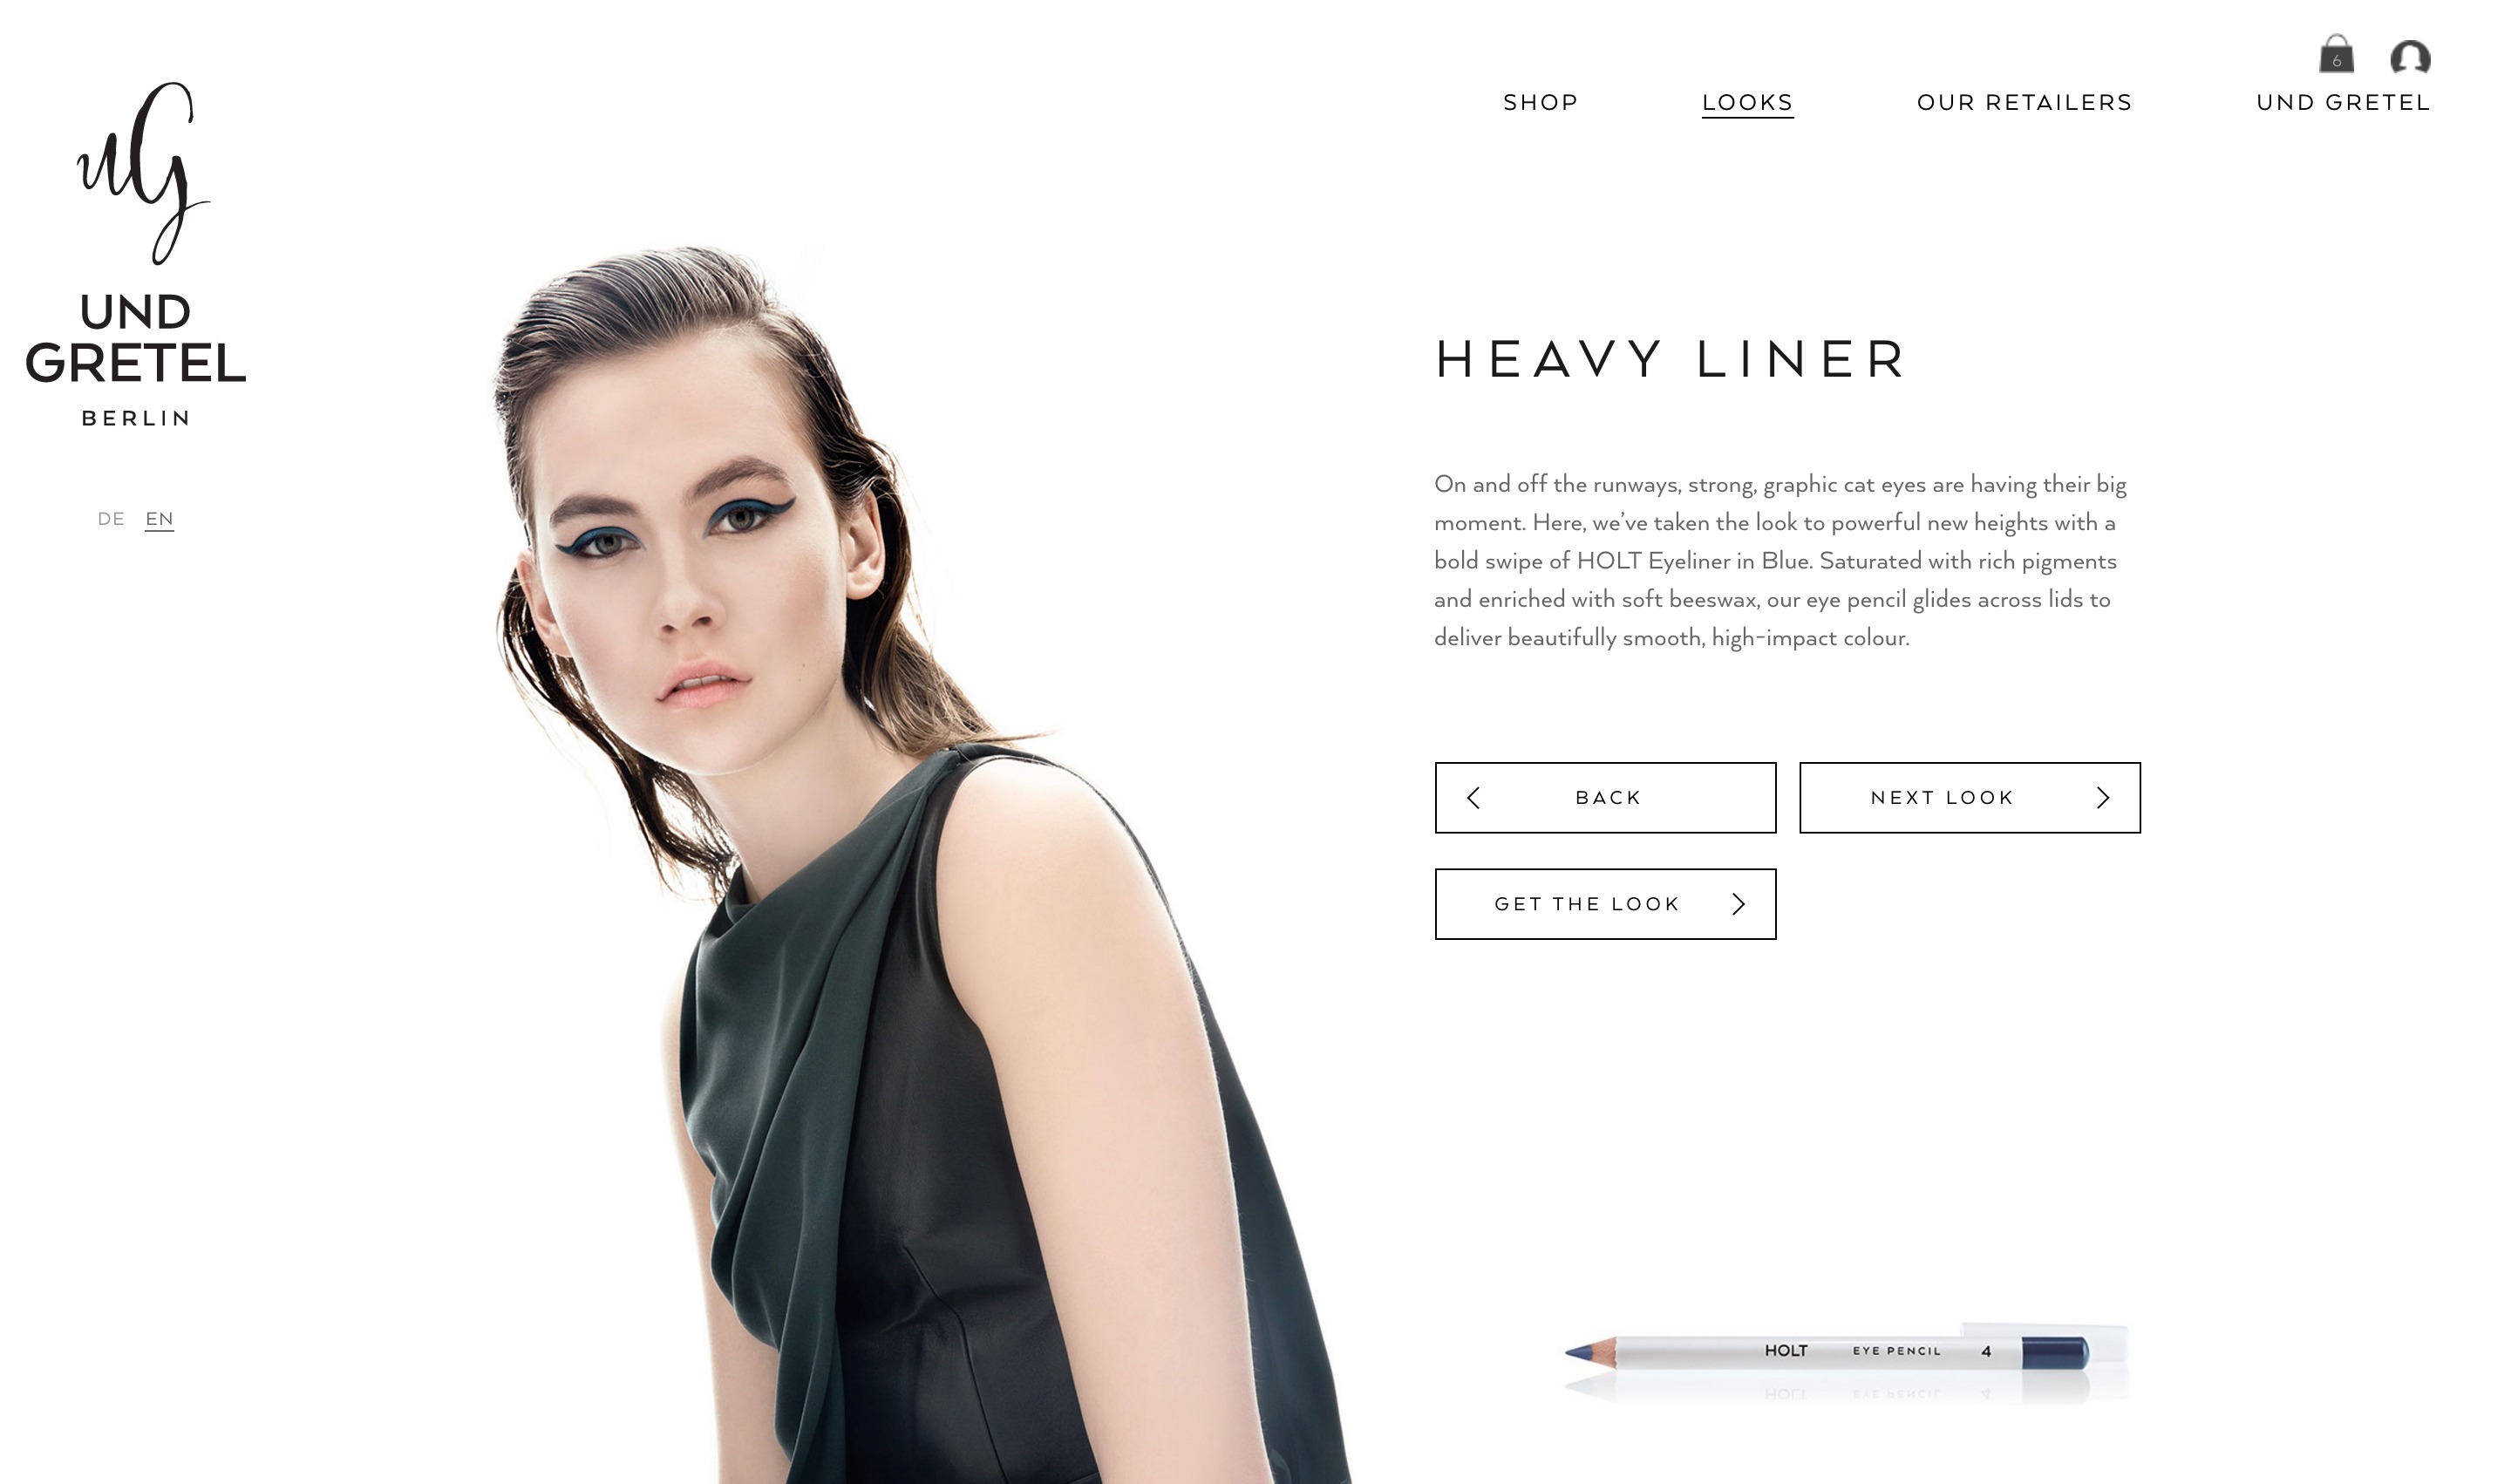 6
SHOP LOOKS OUR RETAILERS UND GRETEL
uG
UND
GRETEL
BERLIN
DE EN
HEAVY LINER
On and off the runways, strong, graphic cat eyes are having their big
moment. Here, we’ve taken the look to powerful new heights with a
bold swipe of HOLT Eyeliner in Blue. Saturated with rich pigments
and enriched with soft beeswax, our eye pencil glides across lids to
deliver beautifully smooth, high-impact colour.
BACK NEXT LOOK
GET THE LOOK
HOLT EYE PENCIL 4